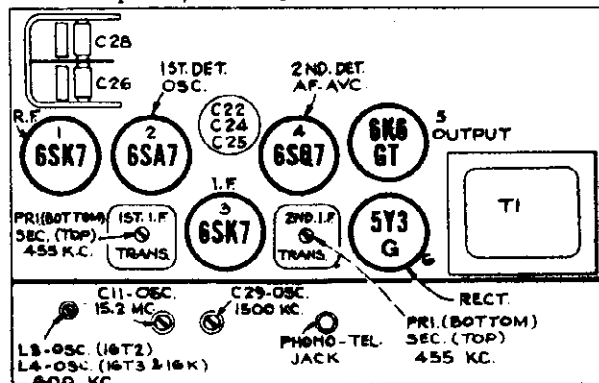 C28
C26
1ST. DET.
OSC.
2ND. DET.
AF-AVC
R.F.
1
6SK7
2
6SA7
C22
C24
C25
4
6SQ7
6K6
GT
5
OUTPUT
I.F.
3
6SK7
PRI.(BOTTOM)
SEC. (TOP)
455 K.C.
1ST. I.F.
TRANS.
2ND. I.F.
TRANS.
5Y3
G
6
T1
C11-OSC.
15.2 MC.
C29-OSC.
1500 KC.
RECT.
PHONO-TEL.
JACK
PRI.(BOTTOM)
SEC. (TOP)
455 KC.
L3-OSC. (16T2)
L4-OSC. (16T3 & 16K)
600 KC.